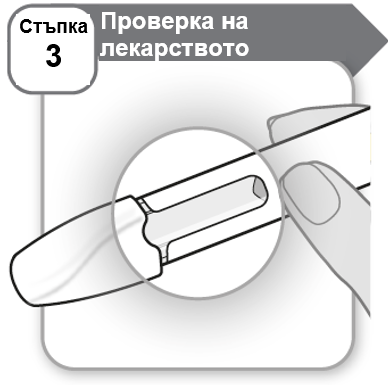 Стъпка
3
Проверка на
лекарството